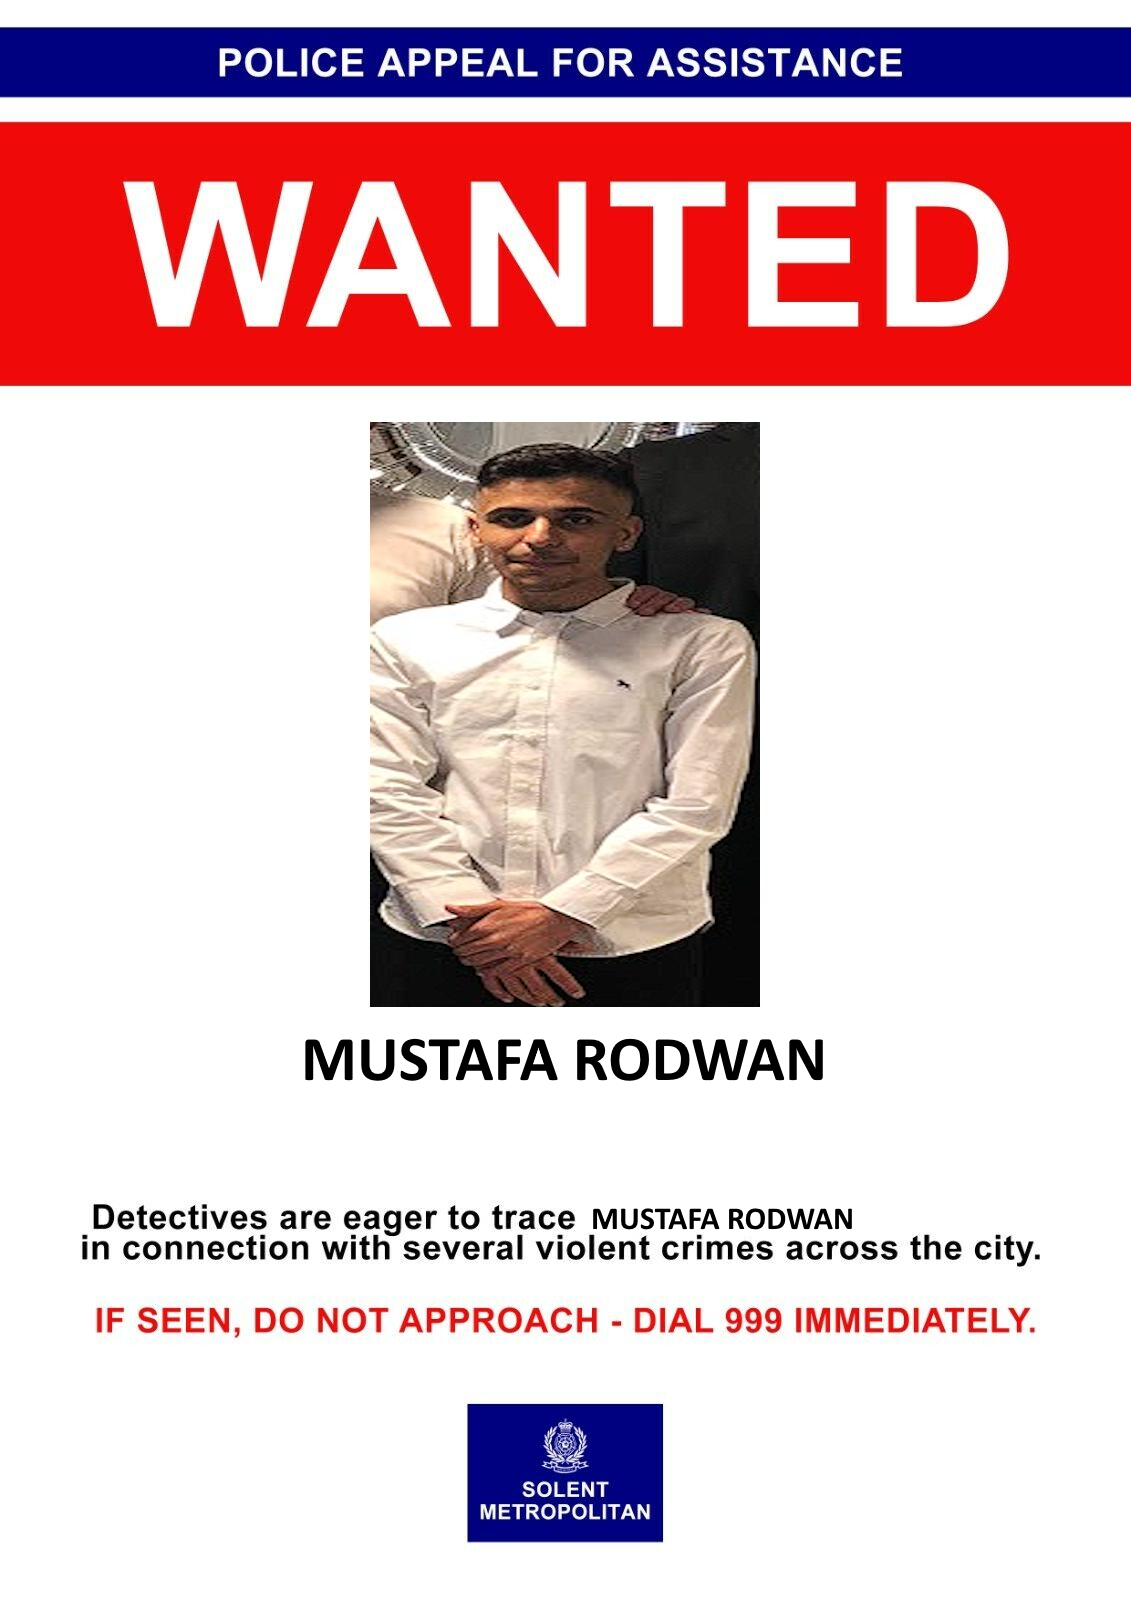 POLICE APPEAL FOR ASSISTANCE
WANTED
MUSTAFA RODWAN
Detectives are eager to trace MUSTAFA RODWAN
in connection with several violent crimes across the city.
IF SEEN, DO NOT APPROACH - DIAL 999 IMMEDIATELY.
SOLENT
METROPOLITAN